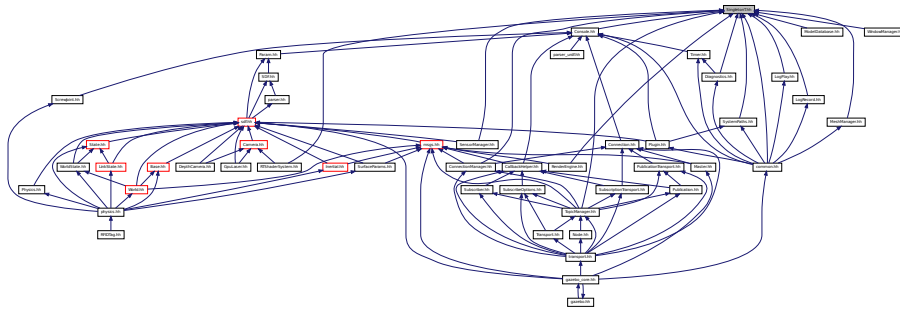 SingletonT.hh
Console.hh
ModelDatabase.hh
WindowManager.hh
Param.hh
parser_urdf.hh
Timer.hh
SDF.hh
Diagnostics.hh
LogPlay.hh
ScrewJoint.hh
parser.hh
LogRecord.hh
sdf.hh
SystemPaths.hh
MeshManager.hh
State.hh
Camera.hh
msgs.hh
SensorManager.hh
Connection.hh
Plugin.hh
WorldState.hh
LinkState.hh
Base.hh
DepthCamera.hh
GpuLaser.hh
RTShaderSystem.hh
Inertial.hh
SurfaceParams.hh
ConnectionManager.hh
CallbackHelper.hh
RenderEngine.hh
PublicationTransport.hh
Master.hh
common.hh
Physics.hh
World.hh
Subscriber.hh
SubscribeOptions.hh
SubscriptionTransport.hh
Publication.hh
physics.hh
TopicManager.hh
RFIDTag.hh
Transport.hh
Node.hh
transport.hh
gazebo_core.hh
gazebo.hh